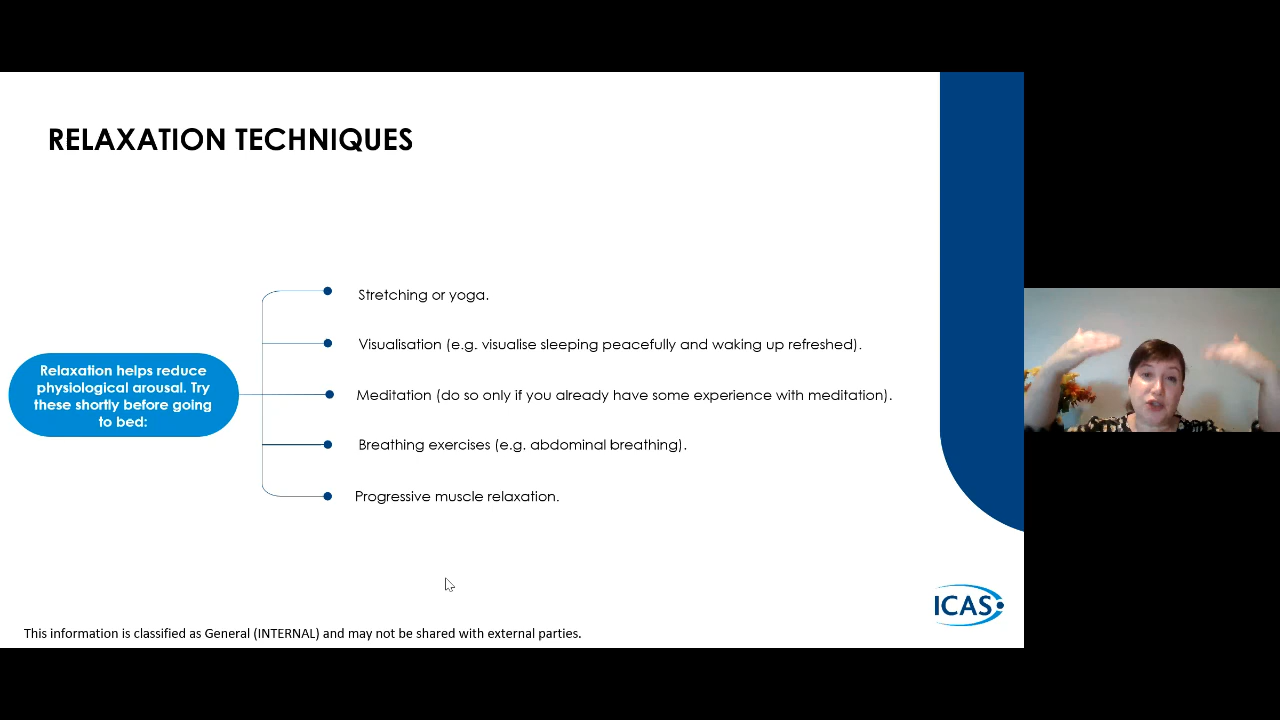 RELAXATION TECHNIQUES
Stretching or yoga.
Visualisation (e.g. visualise sleeping peacefully and waking up refreshed).
Relaxation helps reduce
physiological arousal. Try
these shortly before going
to bed:
Meditation (do so only if you already have some experience with meditation).
Breathing exercises (e.g. abdominal breathing).
Progressive muscle relaxation.
ICAS
This information is classified as General (INTERNAL) and may not be shared with external parties.